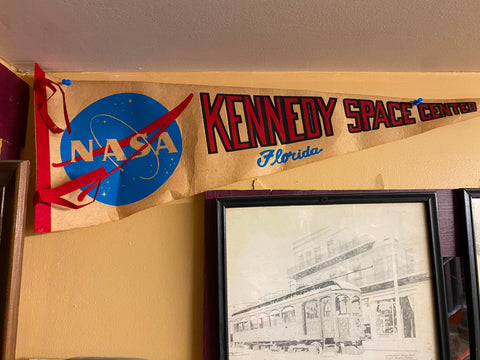 NASA
KENNEDY SPACE CENTER
Florida